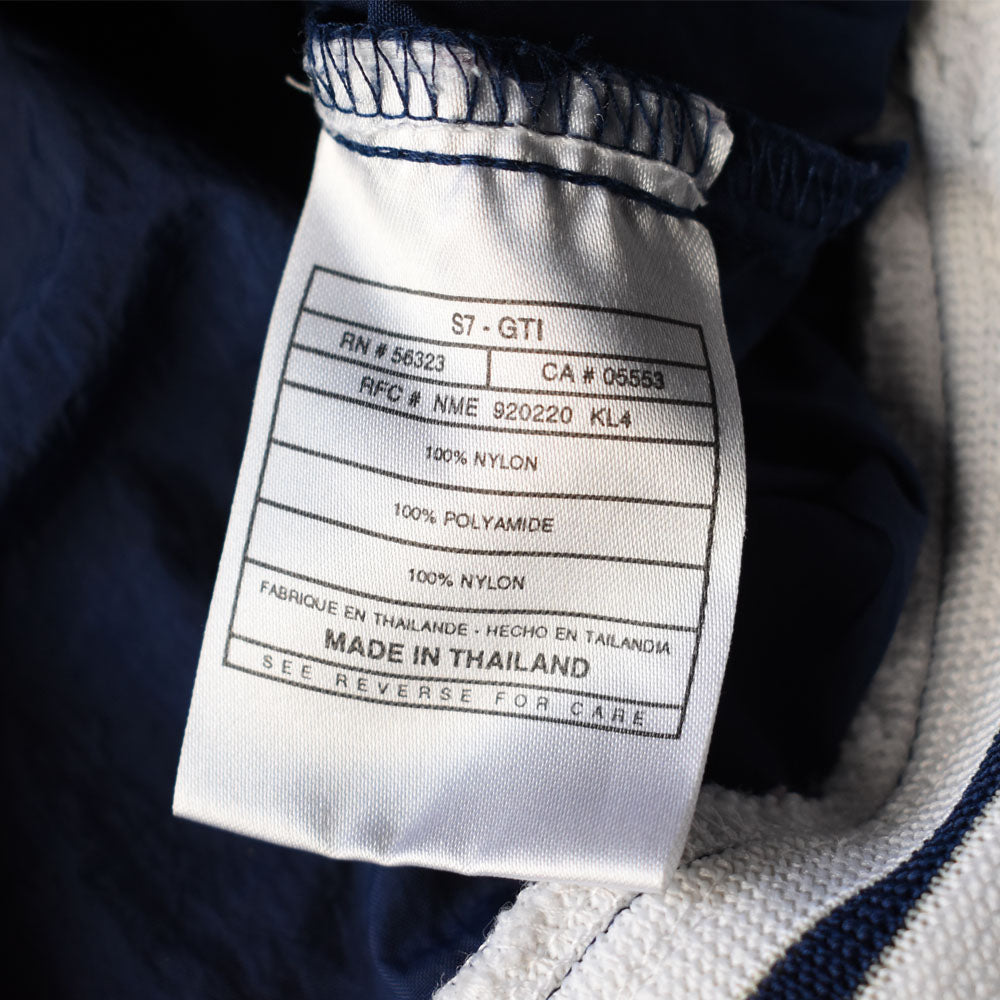 S7 - GTI
RN # 56323 CA # 05553
RFC # NME 920220 KL4
100% NYLON
100% POLYAMIDE
100% NYLON
FABRIQUE EN THAILANDE - HECHO EN TAILANDIA
MADE IN THAILAND
SEE REVERSE FOR CARE